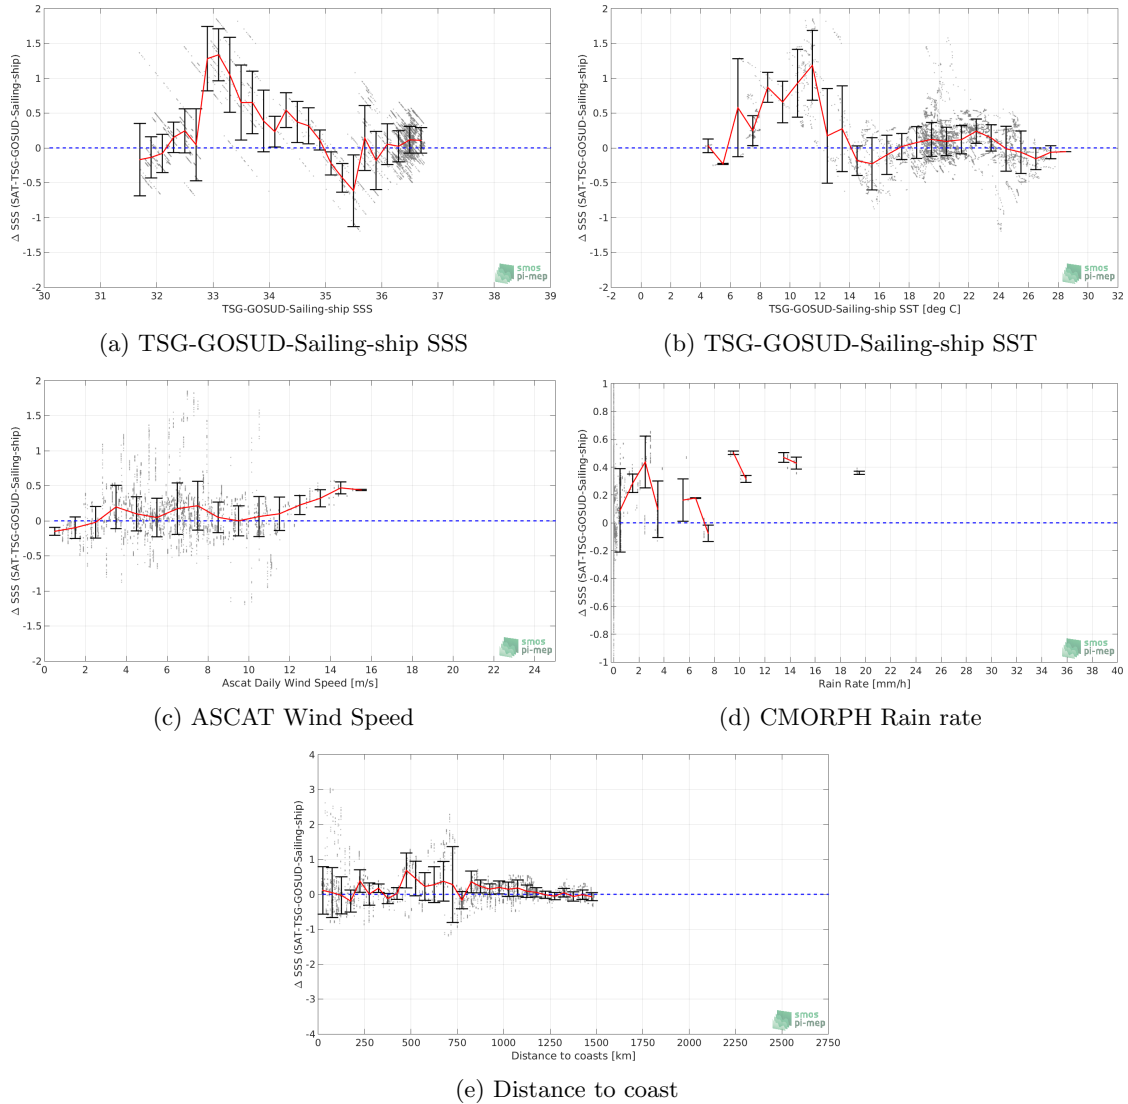 Δ SSS (SAT-TSG-GOSUD-Sailing-ship)
2
1.5
1
0.5
0
-0.5
-1
-1.5
-2
30 31 32 33 34 35 36 37 38 39
TSG-GOSUD-Sailing-ship SSS
smos
pi-mep
(a) TSG-GOSUD-Sailing-ship SSS
Δ SSS (SAT-TSG-GOSUD-Sailing-ship)
2
1.5
1
0.5
0
-0.5
-1
-1.5
-2
-2 0 2 4 6 8 10 12 14 16 18 20 22 24 26 28 30 32
TSG-GOSUD-Sailing-ship SST [deg C]
smos
pi-mep
(b) TSG-GOSUD-Sailing-ship SST
Δ SSS (SAT-TSG-GOSUD-Sailing-ship)
2
1.5
1
0.5
0
-0.5
-1
-1.5
-2
0 2 4 6 8 10 12 14 16 18 20 22 24
Ascat Daily Wind Speed [m/s]
smos
pi-mep
(c) ASCAT Wind Speed
Δ SSS (SAT-TSG-GOSUD-Sailing-ship)
1
0.8
0.6
0.4
0.2
0
-0.2
-0.4
-0.6
-0.8
-1
0 2 4 6 8 10 12 14 16 18 20 22 24 26 28 30 32 34 36 38 40
Rain Rate [mm/h]
smos
pi-mep
(d) CMORPH Rain rate
Δ SSS (SAT-TSG-GOSUD-Sailing-ship)
4
3
2
1
0
-1
-2
-3
-4
0 250 500 750 1000 1250 1500 1750 2000 2250 2500 2750
Distance to coasts [km]
smos
pi-mep
(e) Distance to coast